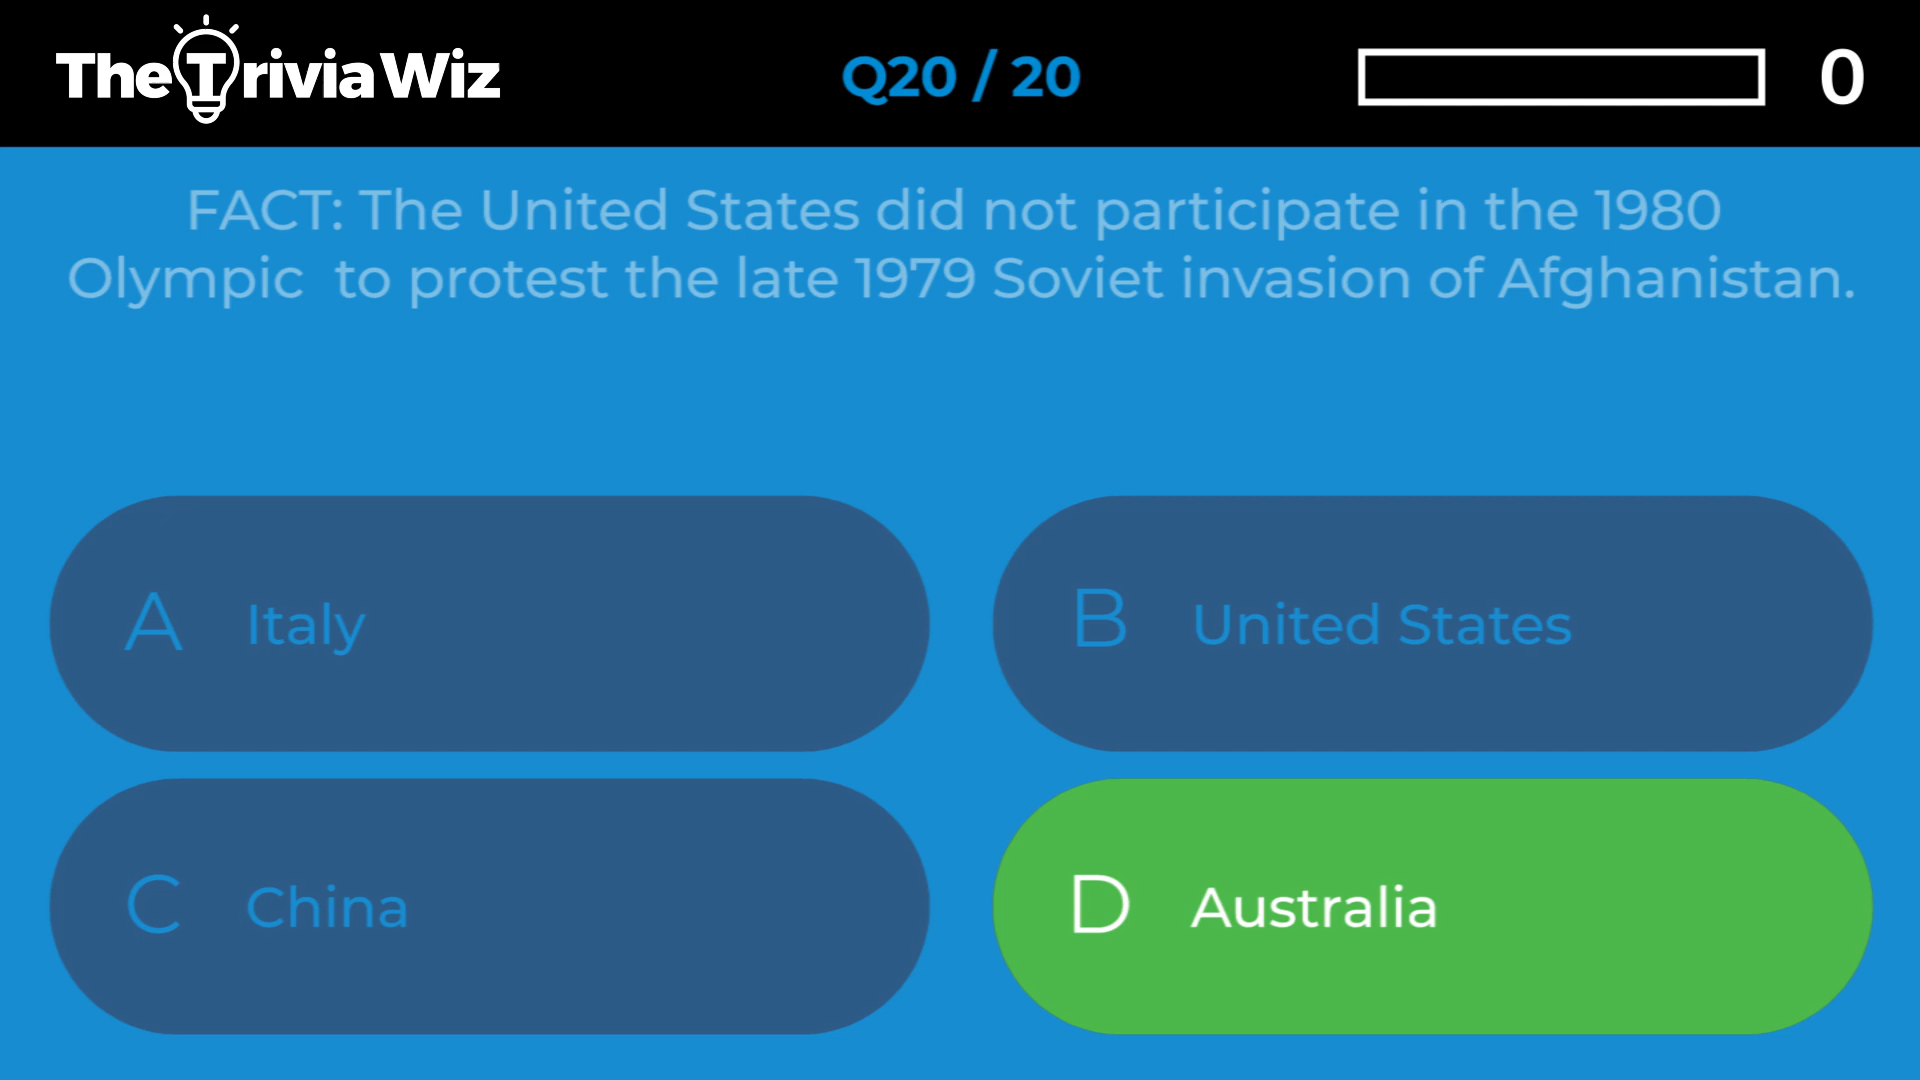 TheTriviaWiz
Q20 / 20
0
FACT: The United States did not participate in the 1980
Olympic  to protest the late 1979 Soviet invasion of Afghanistan.
A Italy
B United States
C China
D Australia